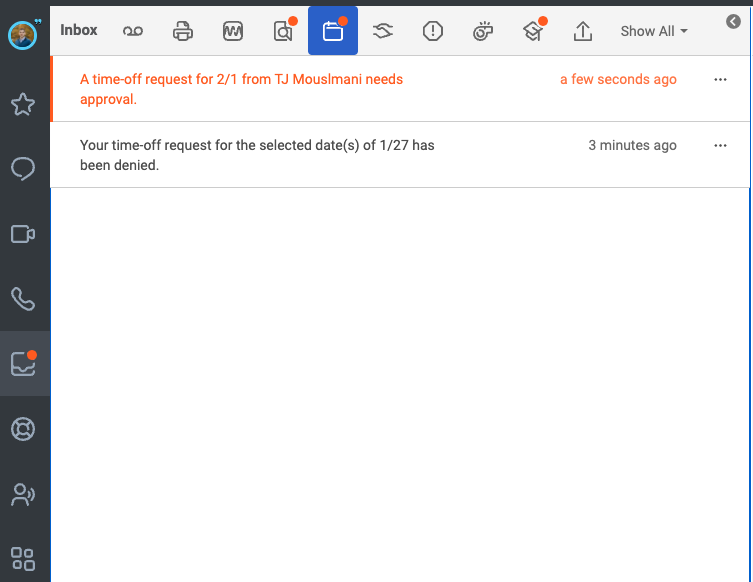 Inbox
Show All
A time-off request for 2/1 from TJ Mouslmani needs
approval.
a few seconds ago
Your time-off request for the selected date(s) of 1/27 has
been denied.
3 minutes ago